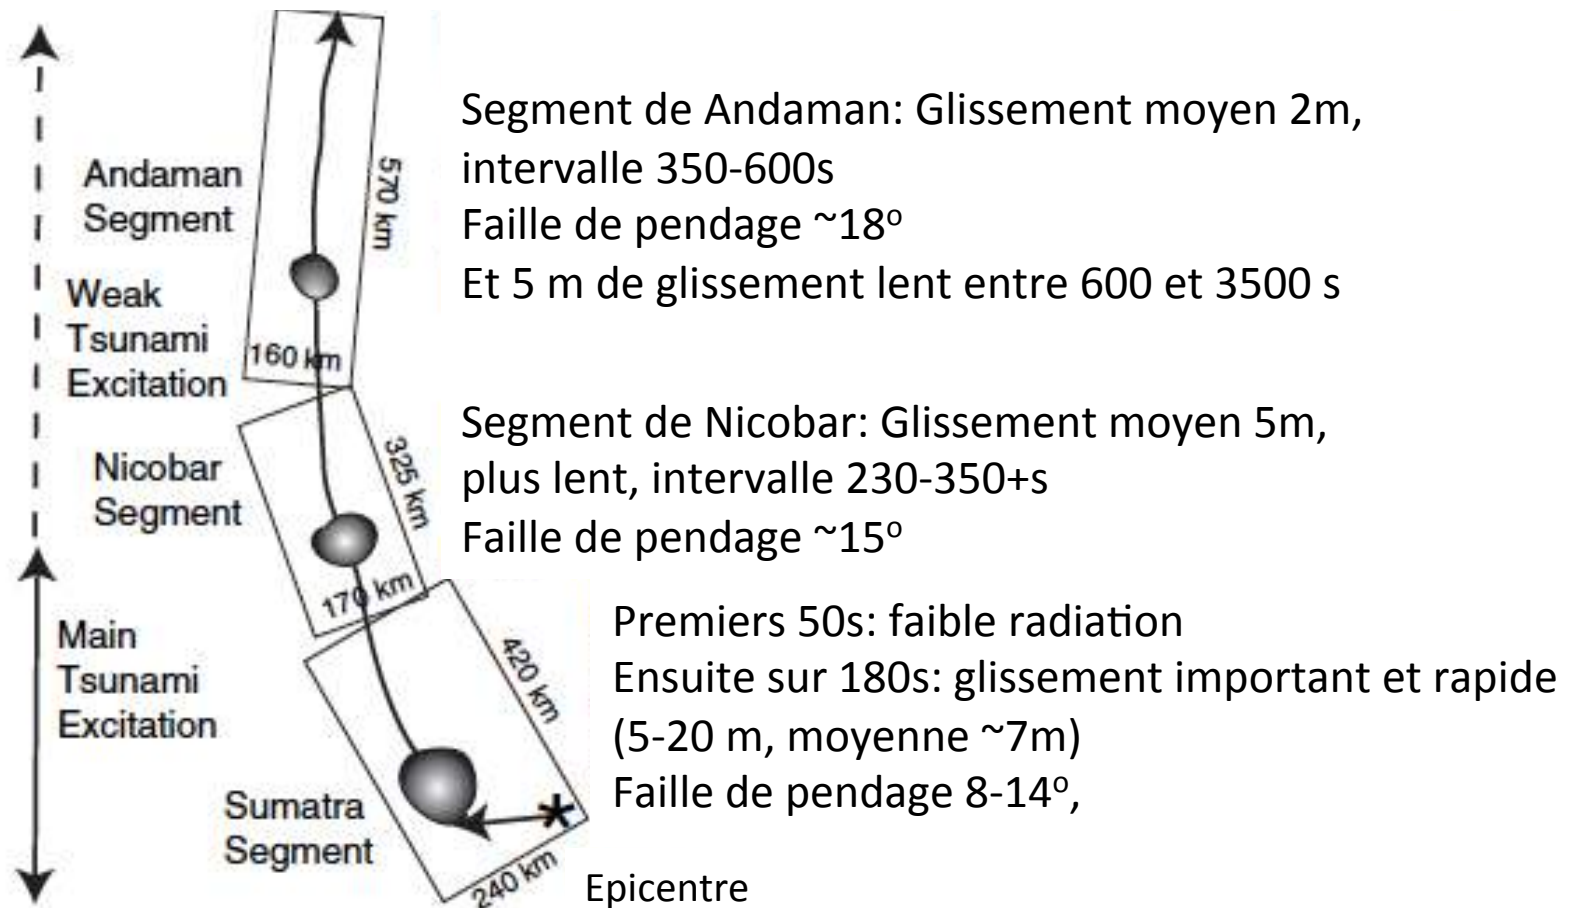 Andaman
Segment
570 km
Weak
Tsunami
Excitation
160 km
Segment de Andaman: Glissement moyen 2m,
intervalle 350-600s
Faille de pendage ~18º
Et 5 m de glissement lent entre 600 et 3500 s
Nicobar
Segment
325 km
170 km
Segment de Nicobar: Glissement moyen 5m,
plus lent, intervalle 230-350+s
Faille de pendage ~15º
Main
Tsunami
Excitation
420 km
Premiers 50s: faible radiation
Ensuite sur 180s: glissement important et rapide
(5-20 m, moyenne ~7m)
Faille de pendage 8-14º,
Sumatra
Segment
240 km
Epicentre